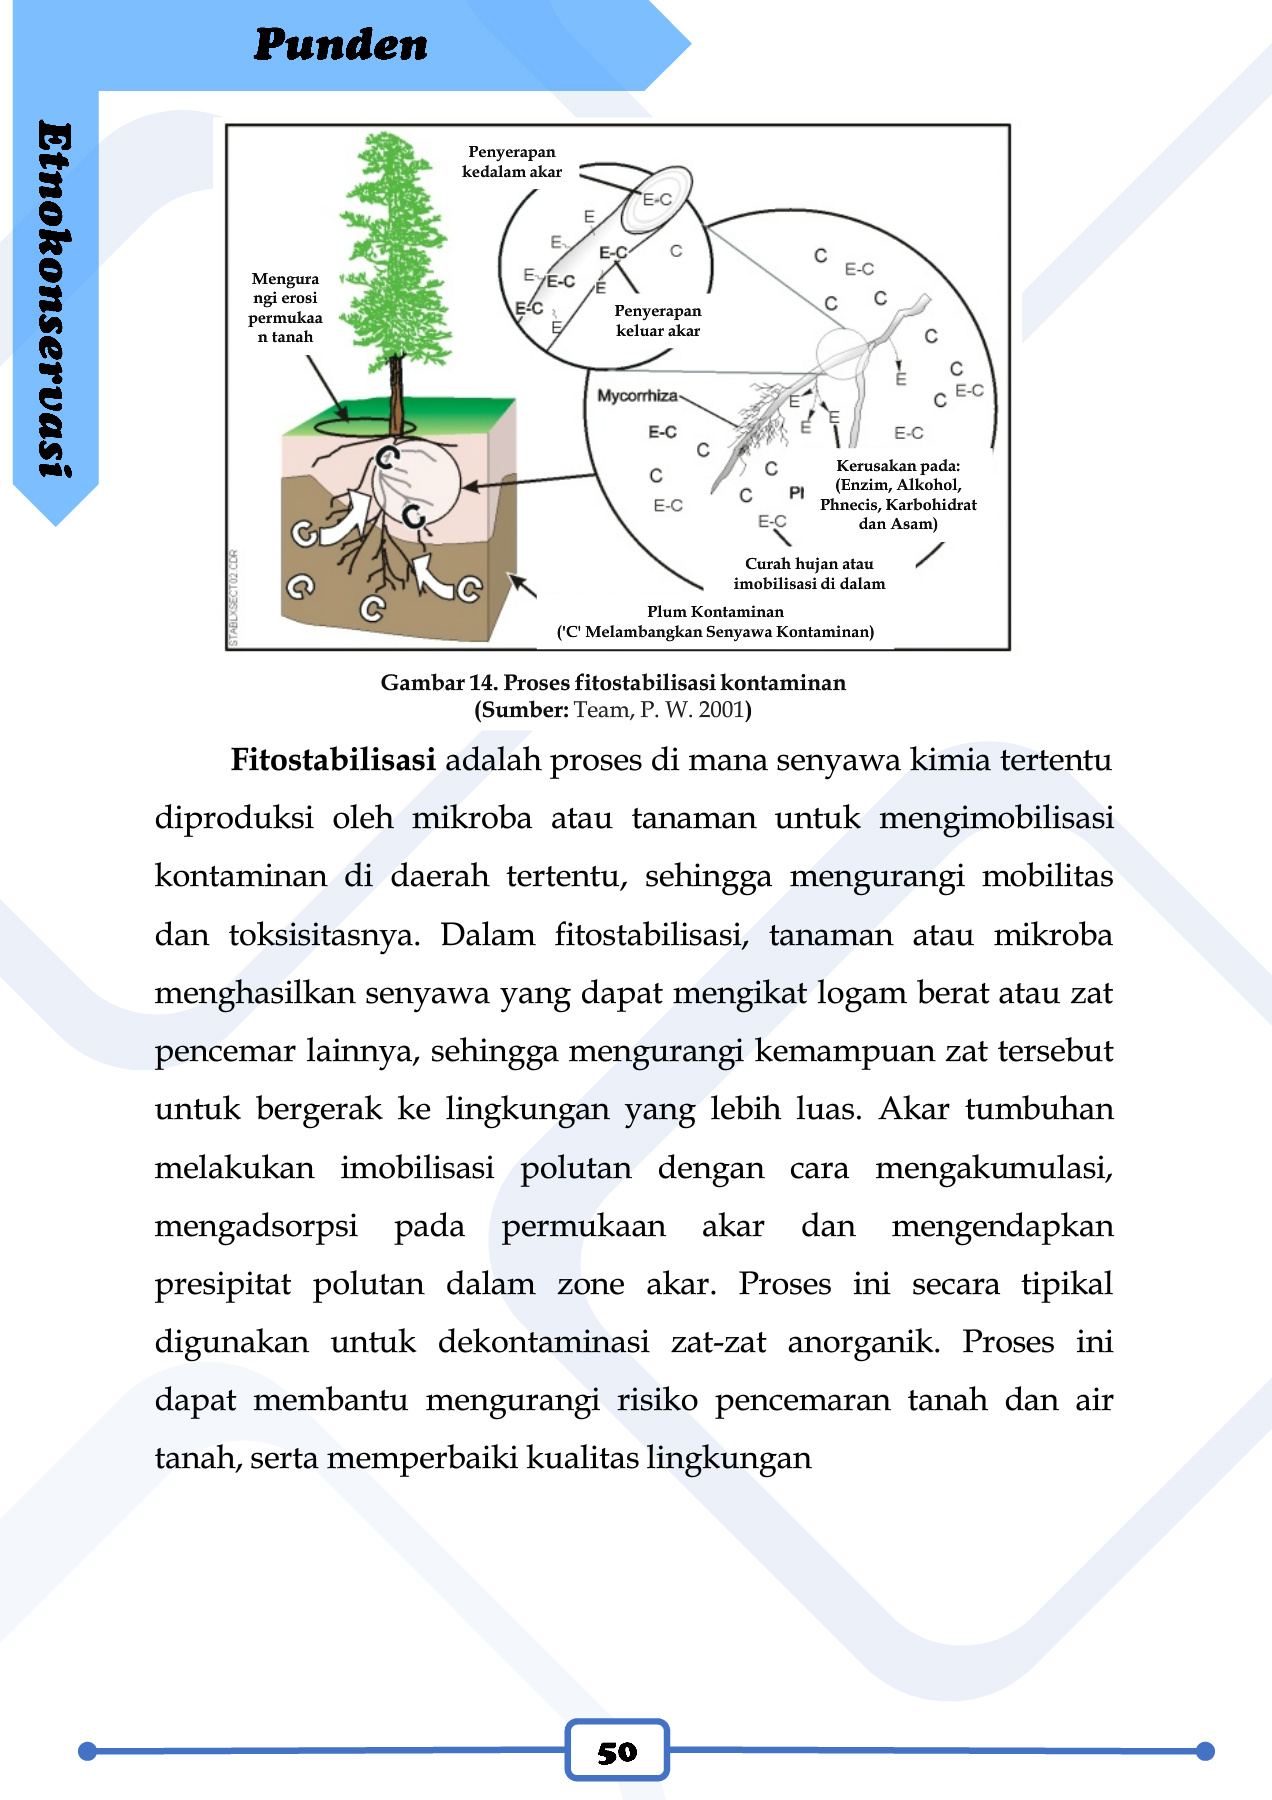 Punden
Etnokonservasi
Penyerapan
kedalam akar
E-C
E
E
E-C
C
E
E-C
E
E-C
E
Penyerapan
keluar akar
Mengura
ngi erosi
permukaa
n tanah
C
E-C
C
C
C
C
E-C
C
E
Mycorrhiza
E
E
E
E-C
E-C
C
C
C
C
E-C
E-C
Kerusakan pada:
(Enzim, Alkohol,
Phnecis, Karbohidrat
dan Asam)
Curah hujan atau
imobilisasi di dalam
C
C
C
C
C
C
Plum Kontaminan
('C' Melambangkan Senyawa Kontaminan)
STABLXSECT02.CDR
Gambar 14. Proses fitostabilisasi kontaminan
(Sumber: Team, P. W. 2001)
Fitostabilisasi adalah proses di mana senyawa kimia tertentu
diproduksi oleh mikroba atau tanaman untuk mengimobilisasi
kontaminan di daerah tertentu, sehingga mengurangi mobilitas
dan toksisitasnya. Dalam fitostabilisasi, tanaman atau mikroba
menghasilkan senyawa yang dapat mengikat logam berat atau zat
pencemar lainnya, sehingga mengurangi kemampuan zat tersebut
untuk bergerak ke lingkungan yang lebih luas. Akar tumbuhan
melakukan imobilisasi polutan dengan cara mengakumulasi,
mengadsorpsi pada permukaan akar dan mengendapkan
presipitat polutan dalam zone akar. Proses ini secara tipikal
digunakan untuk dekontaminasi zat-zat anorganik. Proses ini
dapat membantu mengurangi risiko pencemaran tanah dan air
tanah, serta memperbaiki kualitas lingkungan
50